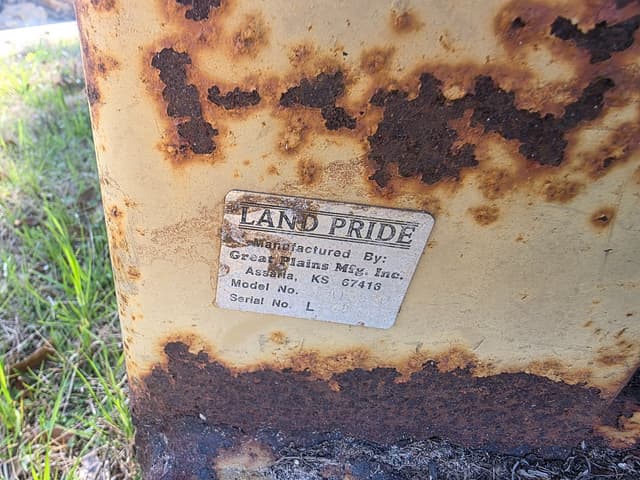 LAND PRIDE
Manufactured By:
Great Plains Mfg. Inc.
Assaria, KS 67416
Model No.
Serial No. L